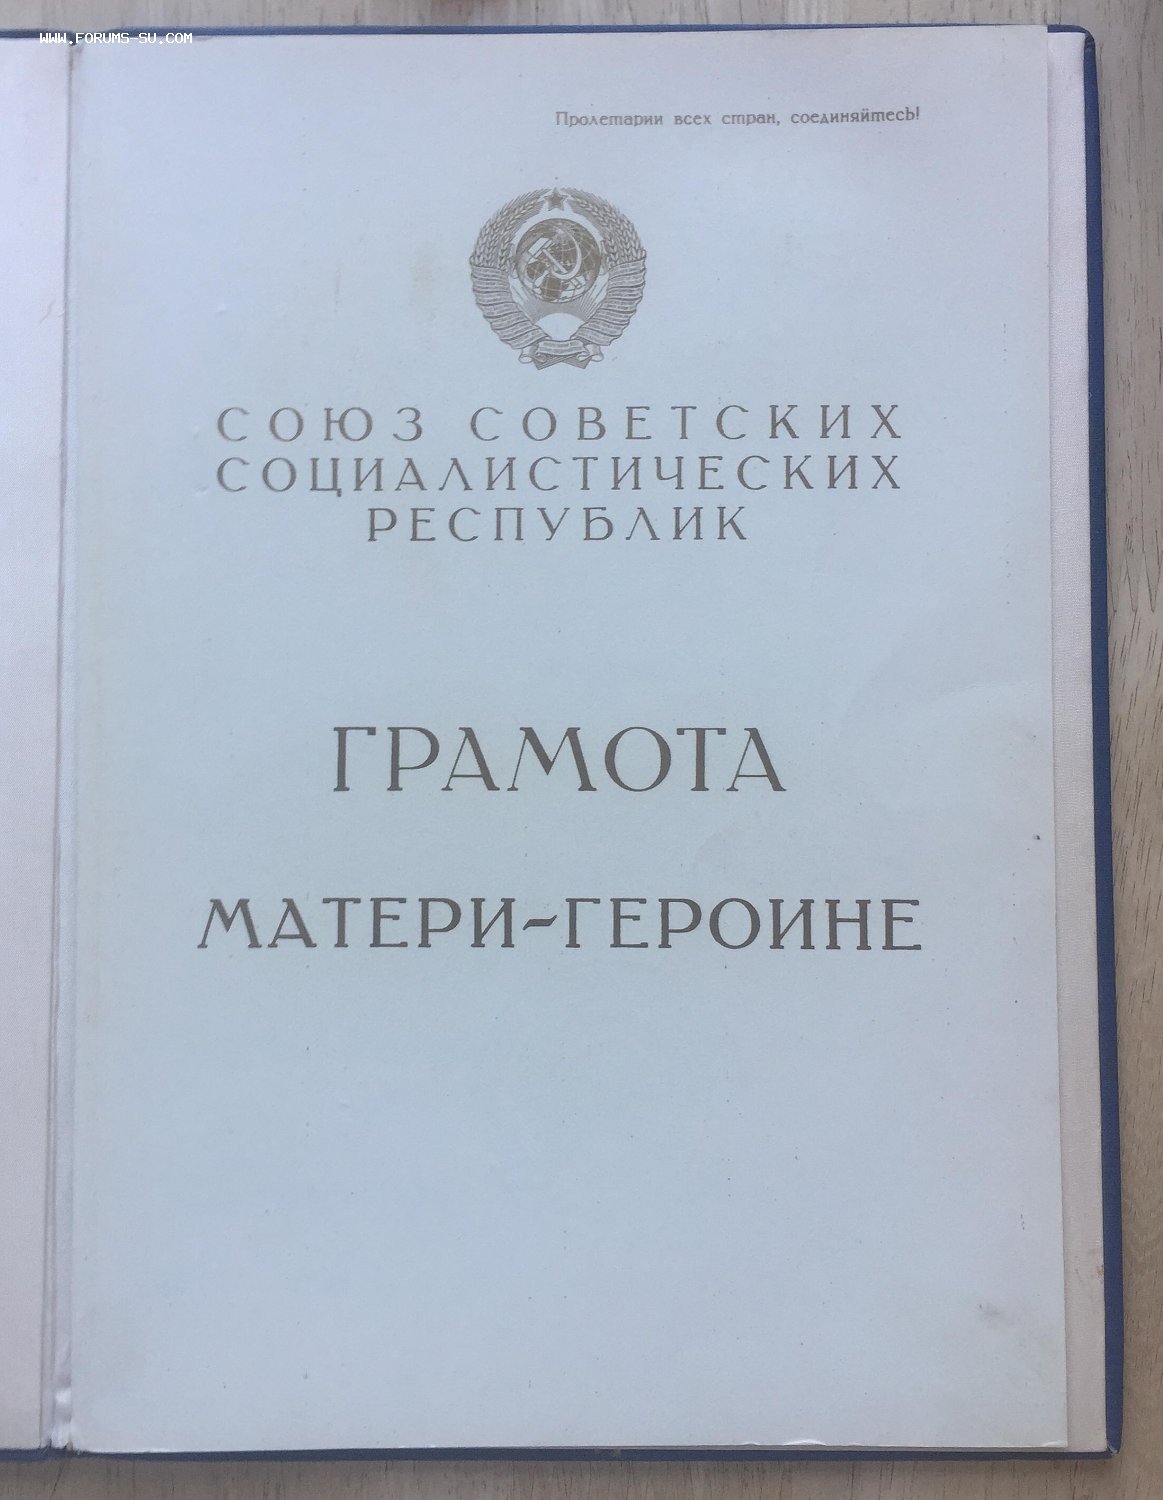 WWW.FORUMS-SU.COM
Пролетарии всех стран, соединяйтесь!
СОЮЗ СОВЕТСКИХ
СОЦИАЛИСТИЧЕСКИХ
РЕСПУБЛИК
ГРАМОТА
МАТЕРИ-ГЕРОИНЕ